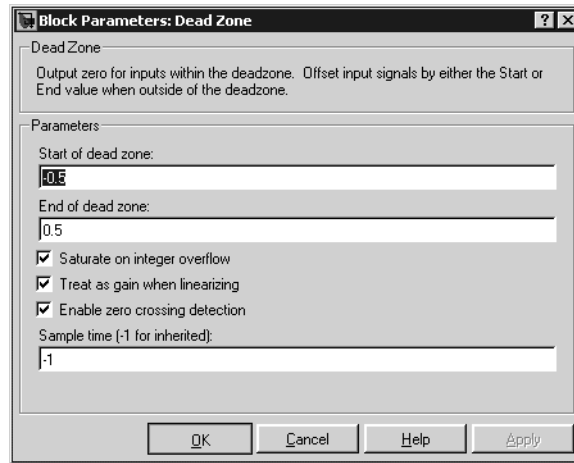 Block Parameters: Dead Zone
Dead Zone
Output zero for inputs within the deadzone. Offset input signals by either the Start or
End value when outside of the deadzone.
Parameters
Start of dead zone:
-0.5
End of dead zone:
0.5
Saturate on integer overflow
Treat as gain when linearizing
Enable zero crossing detection
Sample time (-1 for inherited):
-1
OK Cancel Help Apply